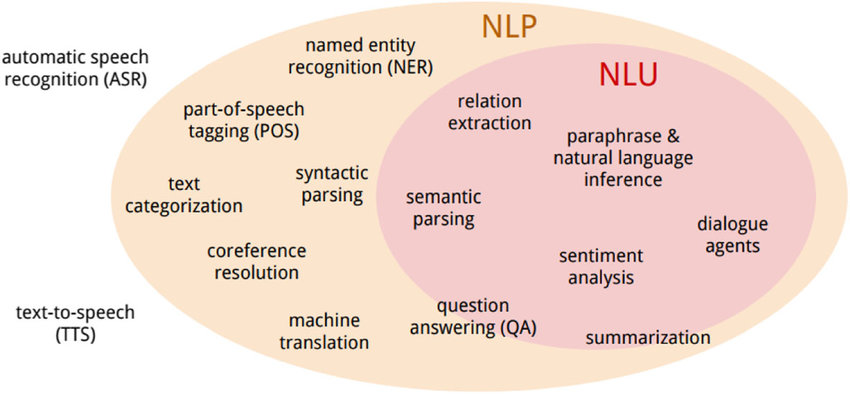 NLP
NLU
automatic speech
recognition (ASR)
named entity
recognition (NER)
part-of-speech
tagging (POS)
relation
extraction
paraphrase &
natural language
inference
text
categorization
syntactic
parsing
semantic
parsing
dialogue
agents
coreference
resolution
sentiment
analysis
text-to-speech
(TTS)
machine
translation
question
answering (QA)
summarization